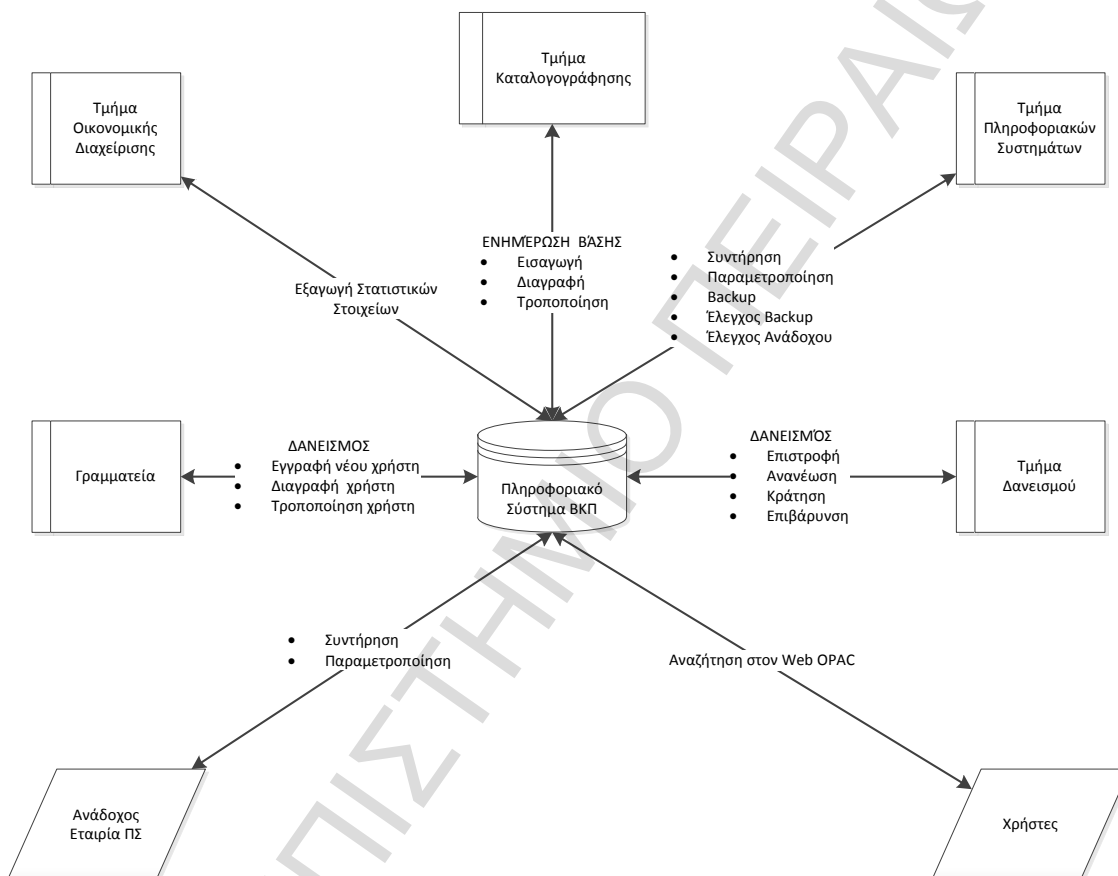 Τμήμα
Καταλογογράφησης
Τμήμα
Οικονομικής
Διαχείρισης
Τμήμα
Πληροφοριακών
Συστημάτων
ΕΝΗΜΈΡΩΣΗ ΒΆΣΗΣ
• Εισαγωγή
• Διαγραφή
• Τροποποίηση
• Συντήρηση
• Παραμετροποίηση
• Backup
• Έλεγχος Backup
• Έλεγχος Ανάδοχου
Εξαγωγή Στατιστικών
Στοιχείων
Γραμματεία
ΔΑΝΕΙΣΜΟΣ
• Εγγραφή νέου χρήστη
• Διαγραφή χρήστη
• Τροποποίηση χρήστη
Πληροφοριακό
Σύστημα ΒΚΠ
ΔΑΝΕΙΣΜΌΣ
• Επιστροφή
• Ανανέωση
• Κράτηση
• Επιβάρυνση
Τμήμα
Δανεισμού
• Συντήρηση
• Παραμετροποίηση
Αναζήτηση στον Web OPAC
Ανάδοχος
Εταιρία ΠΣ
Χρήστες
ΠΙΣΤΗΜΙΟ ΠΕΙΡΑΙΩ